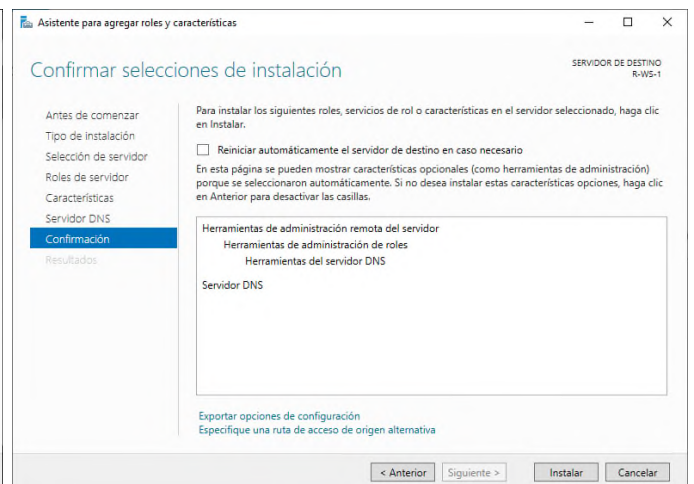 Asistente para agregar roles y características
Confirmar selecciones de instalación
SERVIDOR DE DESTINO
R-WS-1
Antes de comenzar
Tipo de instalación
Selección de servidor
Roles de servidor
Características
Servidor DNS
Confirmación
Resultados
Para instalar los siguientes roles, servicios de rol o características en el servidor seleccionado, haga clic
en Instalar.
Reiniciar automáticamente el servidor de destino en caso necesario
En esta página se pueden mostrar características opcionales (como herramientas de administración)
porque se seleccionaron automáticamente. Si no desea instalar estas características opciones, haga clic
en Anterior para desactivar las casillas.
Herramientas de administración remota del servidor
Herramientas de administración de roles
Herramientas del servidor DNS
Servidor DNS
Exportar opciones de configuración
Especifique una ruta de acceso de origen alternativa
< Anterior Siguiente > Instalar Cancelar